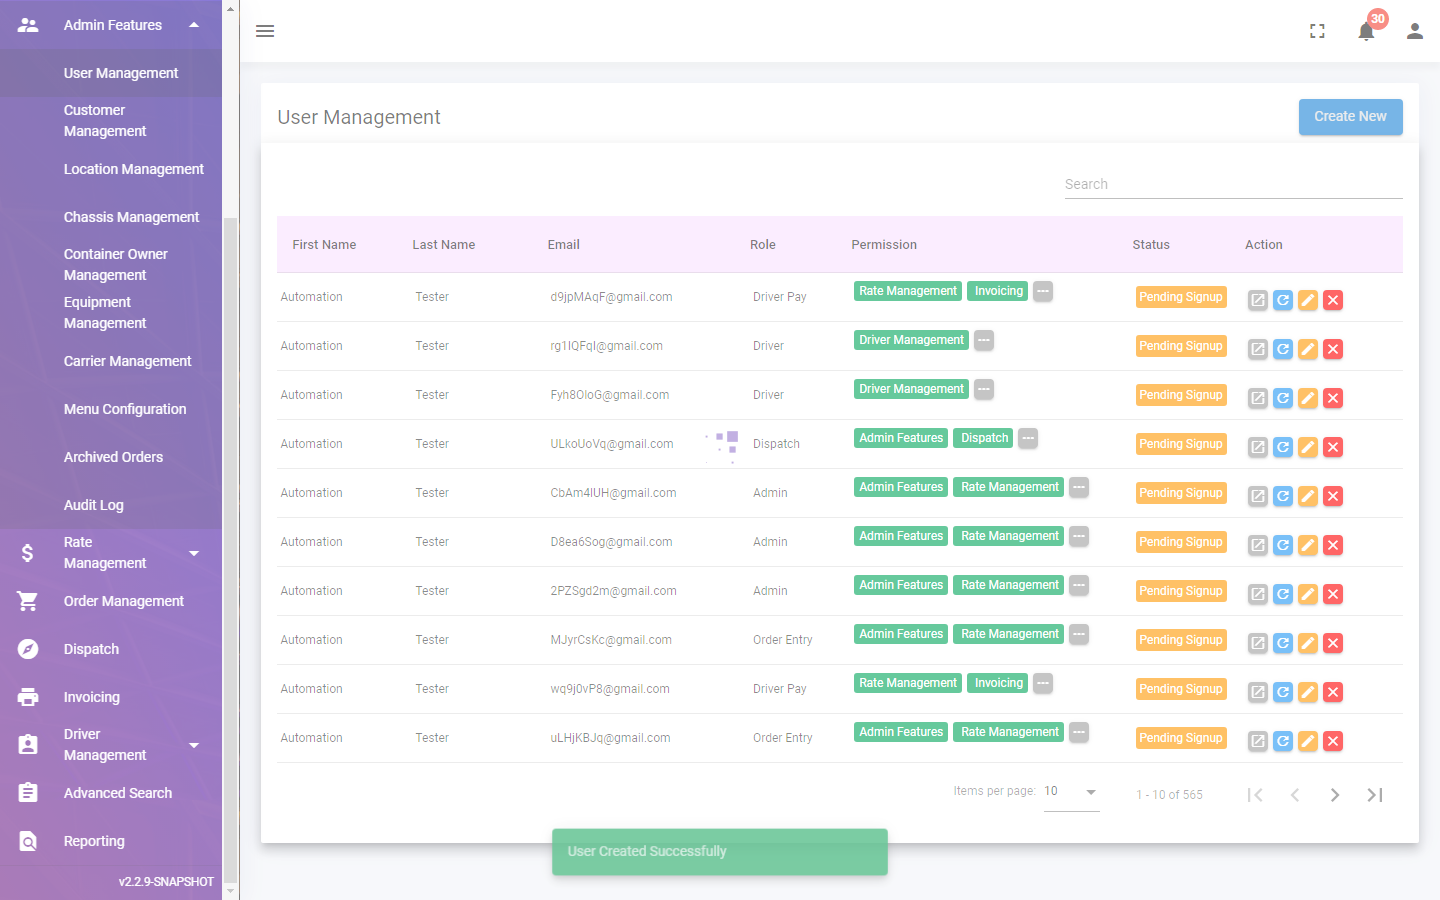 Admin Features
User Management
Customer
Management
Location Management
Chassis Management
Container Owner
Management
Equipment
Management
Carrier Management
Menu Configuration
Archived Orders
Audit Log
Rate
Management
Order Management
Dispatch
Invoicing
Driver
Management
Advanced Search
Reporting
v2.2.9-SNAPSHOT
30
User Management
Create New
Search
First Name Last Name Email Role Permission Status Action
Automation Tester d9jpMAqF@gmail.com Driver Pay Rate Management Invoicing --- Pending Signup
Automation Tester rg1IQFqI@gmail.com Driver Driver Management --- Pending Signup
Automation Tester Fyh8OIoG@gmail.com Driver Driver Management --- Pending Signup
Automation Tester ULkoUoVq@gmail.com Dispatch Admin Features Dispatch --- Pending Signup
Automation Tester CbAm4IUH@gmail.com Admin Admin Features Rate Management --- Pending Signup
Automation Tester D8ea6Sog@gmail.com Admin Admin Features Rate Management --- Pending Signup
Automation Tester 2PZSgd2m@gmail.com Admin Admin Features Rate Management --- Pending Signup
Automation Tester MJyrCsKc@gmail.com Order Entry Admin Features Rate Management --- Pending Signup
Automation Tester wq9j0vP8@gmail.com Driver Pay Rate Management Invoicing --- Pending Signup
Automation Tester uLHjKBJq@gmail.com Order Entry Admin Features Rate Management --- Pending Signup
Items per page: 10 1 - 10 of 565
User Created Successfully